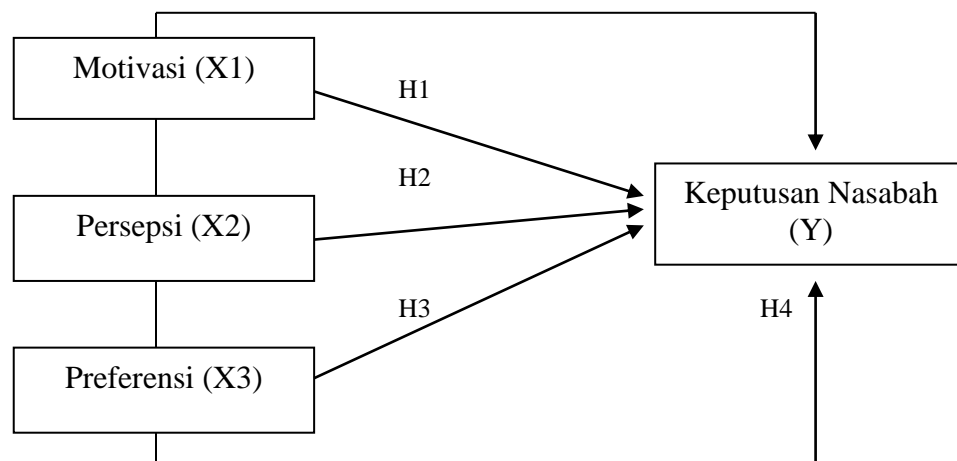 Motivasi (X1)
H1
H2
Persepsi (X2)
Keputusan Nasabah
(Y)
H3
H4
Preferensi (X3)